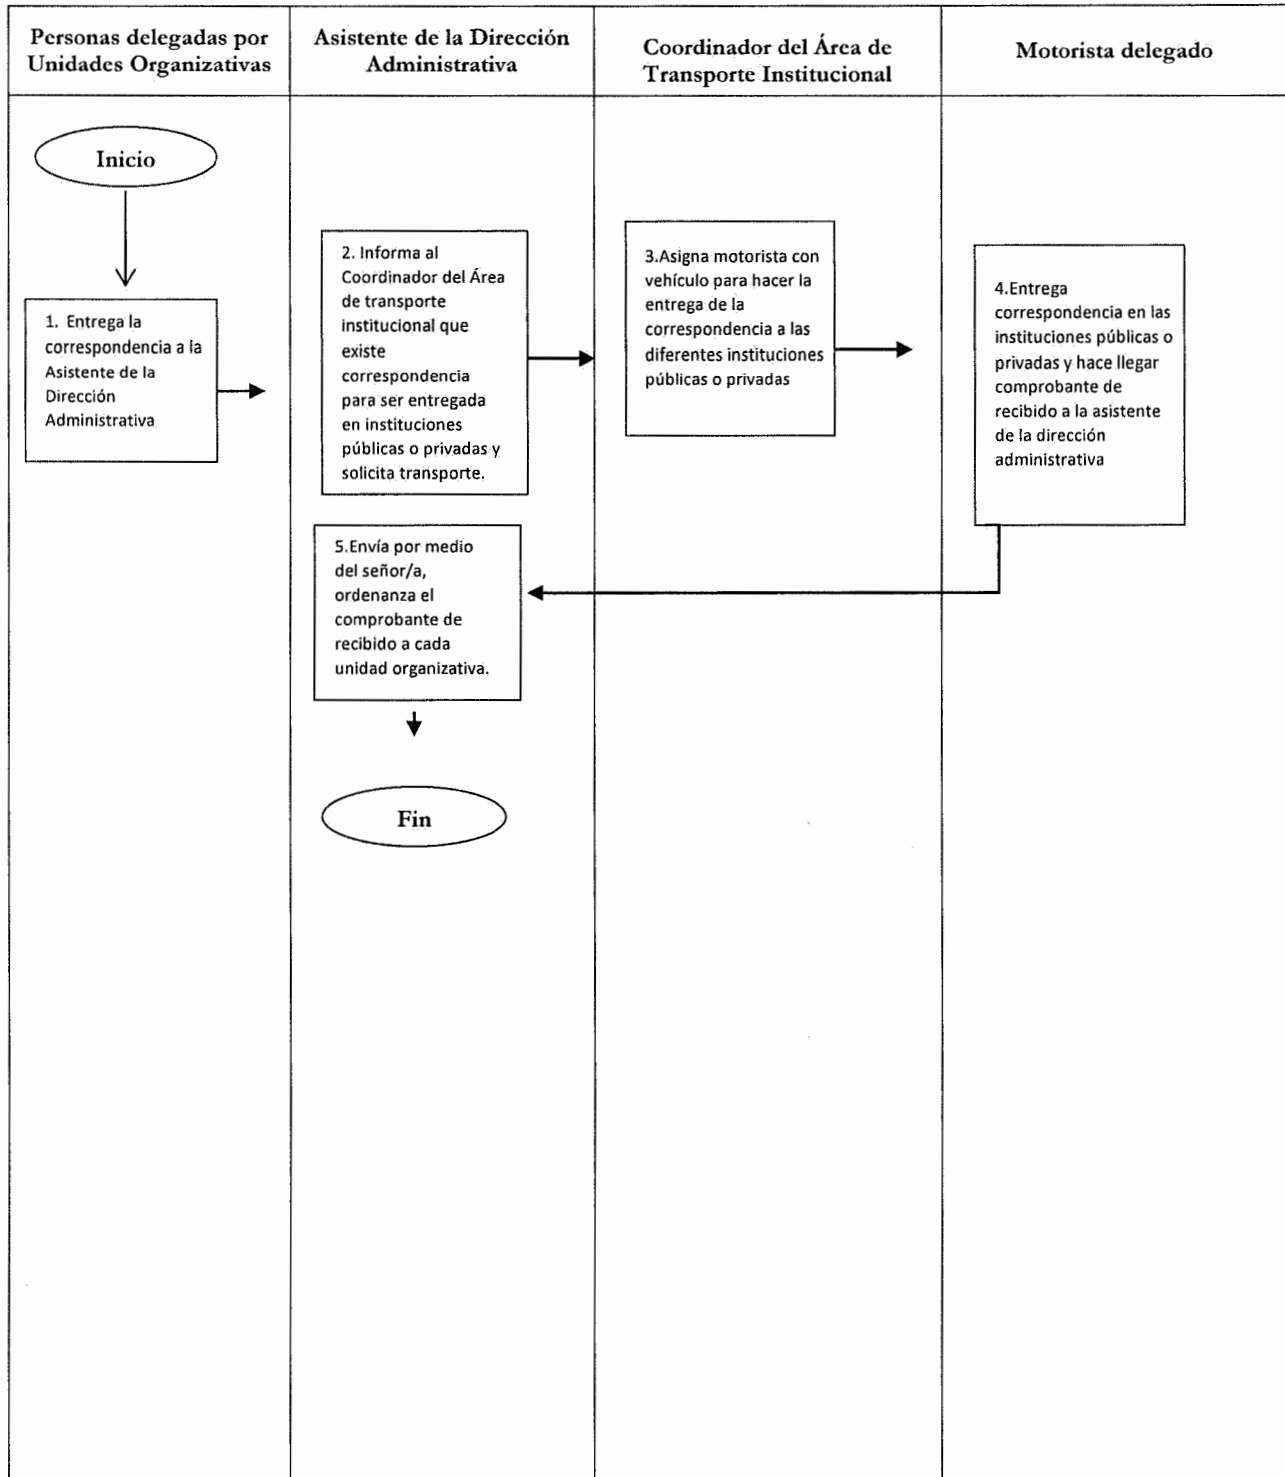 Personas delegadas por
Unidades Organizativas
Asistente de la Dirección
Administrativa
Coordinador del Área de
Transporte Institucional
Motorista delegado
Inicio
1. Entrega la
correspondencia a la
Asistente de la
Dirección
Administrativa
2. Informa al
Coordinador del Área
de transporte
institucional que
existe
correspondencia
para ser entregada
en instituciones
públicas o privadas y
solicita transporte.
3.Asigna motorista con
vehículo para hacer la
entrega de la
correspondencia a las
diferentes instituciones
públicas o privadas
4.Entrega
correspondencia en las
instituciones públicas o
privadas y hace llegar
comprobante de
recibido a la asistente
de la dirección
administrativa
5.Envía por medio
del señor/a,
ordenanza el
comprobante de
recibido a cada
unidad organizativa.
Fin